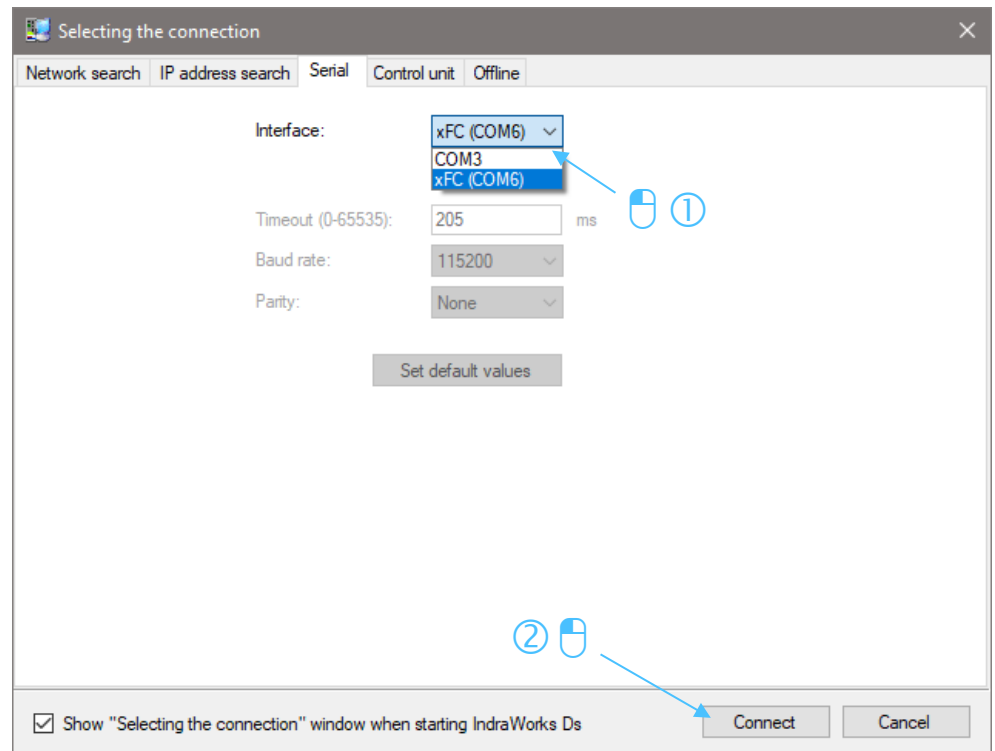 Selecting the connection
Network search IP address search Serial Control unit Offline
Interface: xFC (COM6)
COM3
xFC (COM6)
①
Timeout (0-65535): 205 ms
Baud rate: 115200
Parity: None
Set default values
②
Show "Selecting the connection" window when starting IndraWorks Ds Connect Cancel